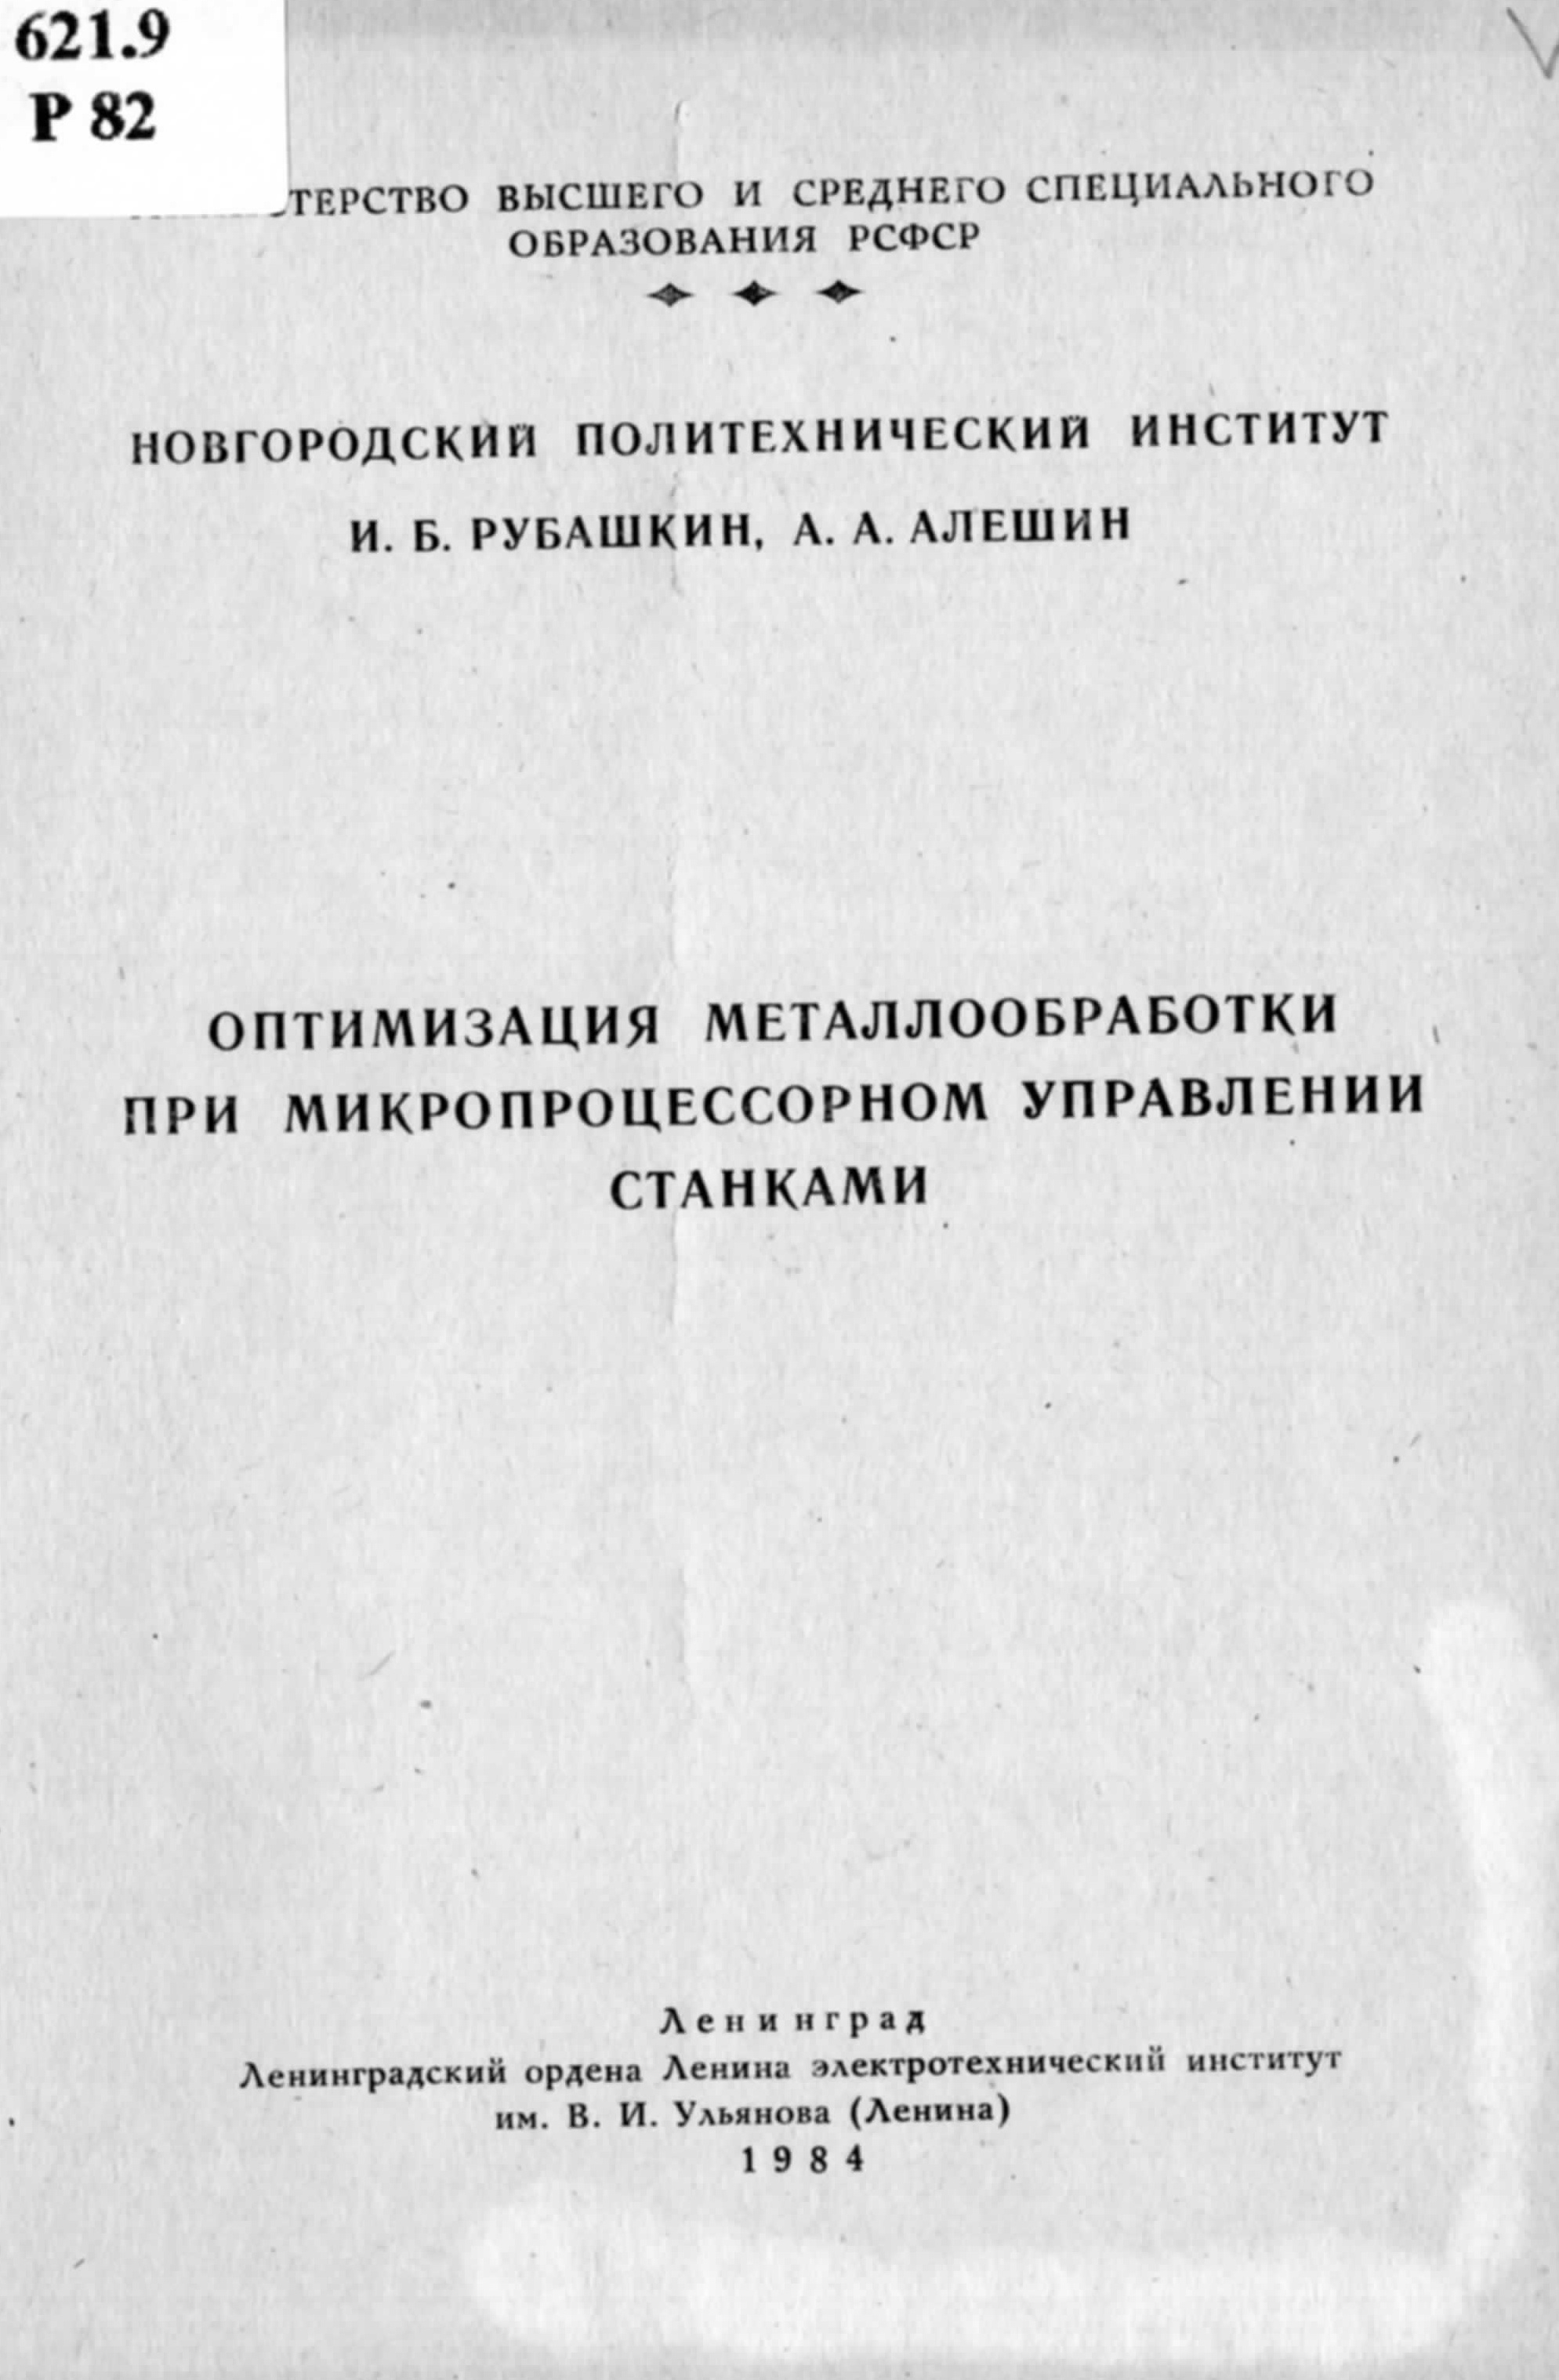 621.9
Р 82
ВЫСШЕГО И СРЕДНЕГО СПЕЦИАЛЬНОГО
ОБРАЗОВАНИЯ РСФСР
НОВГОРОДСКИЙ ПОЛИТЕХНИЧЕСКИЙ ИНСТИТУТ
И. Б. РУБАШКИН, А. А. АЛЕШИН
ОПТИМИЗАЦИЯ МЕТАЛЛООБРАБОТКИ
ПРИ МИКРОПРОЦЕССОРНОМ УПРАВЛЕНИИ
СТАНКАМИ
Ленинград
Ленинградский ордена Ленина электротехнический институт
им. В. И. Ульянова (Ленина)
1984